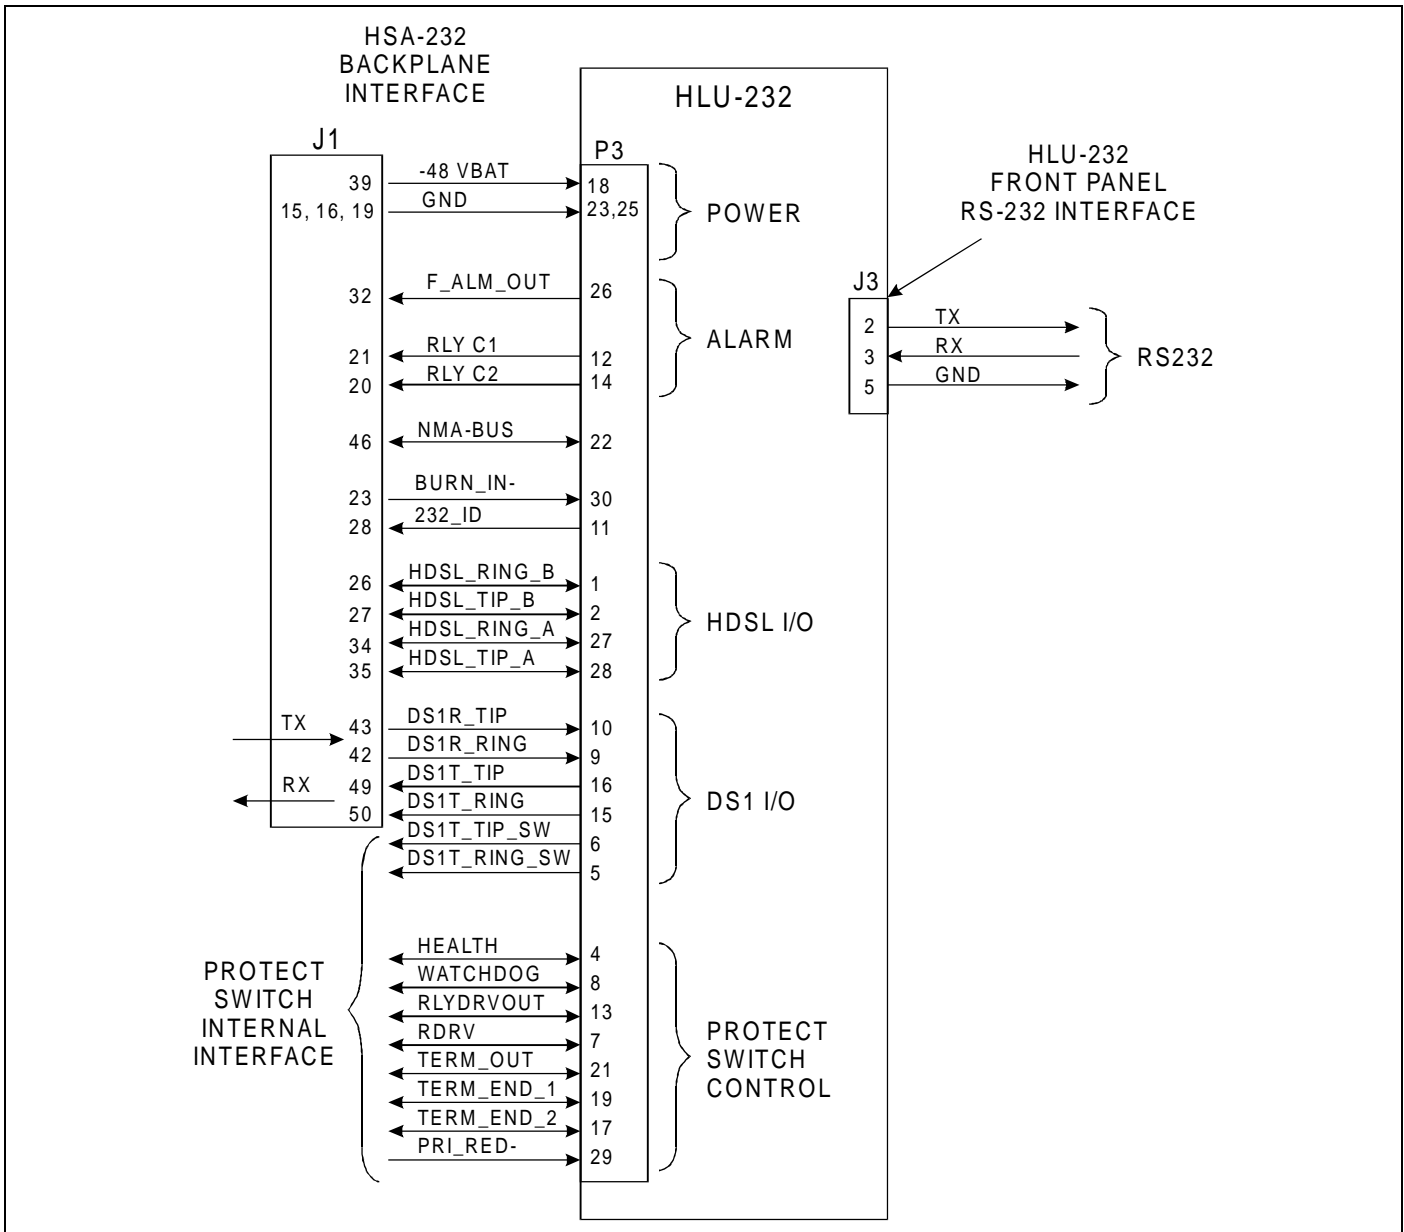 HSA-232
BACKPLANE
INTERFACE
HLU-232
J1
P3
HLU-232
FRONT PANEL
RS-232 INTERFACE
39 -48 VBAT 18
15, 16, 19 GND 23,25
POWER
32 F_ALM_OUT 26
21 RLY C1 12
20 RLY C2 14
ALARM
J3
2 TX
3 RX
5 GND
RS232
46 NMA-BUS 22
23 BURN_IN- 30
28 232_ID 11
26 HDSL_RING_B 1
27 HDSL_TIP_B 2
34 HDSL_RING_A 27
35 HDSL_TIP_A 28
HDSL I/O
TX
43 DS1R_TIP 10
42 DS1R_RING 9
RX
49 DS1T_TIP 16
50 DS1T_RING 15
DS1T_TIP_SW 6
DS1T_RING_SW 5
DS1 I/O
PROTECT
SWITCH
INTERNAL
INTERFACE
HEALTH 4
WATCHDOG 8
RLYDRVOUT 13
RDRV 7
TERM_OUT 21
TERM_END_1 19
TERM_END_2 17
PRI_RED- 29
PROTECT
SWITCH
CONTROL